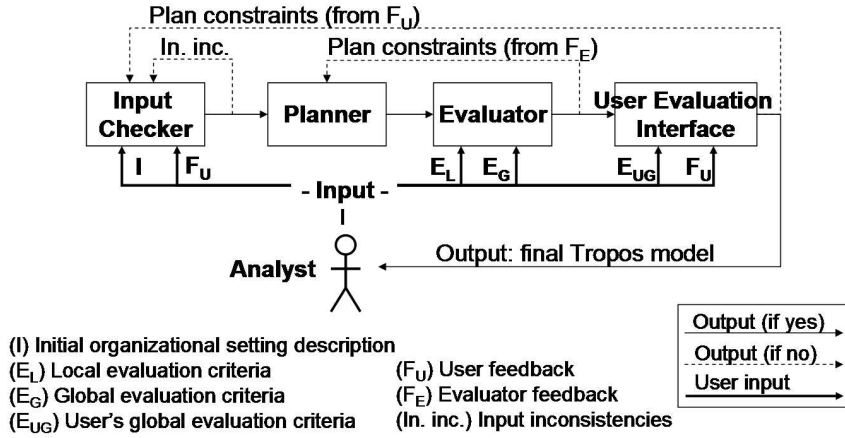 Plan constraints (from F_U)
In. inc.
Plan constraints (from F_E)
Input
Checker
Planner
Evaluator
User Evaluation
Interface
I
F_U
E_L
E_G
E_UG
F_U
- Input -
Analyst
Output: final Tropos model
(I) Initial organizational setting description
(E_L) Local evaluation criteria
(E_G) Global evaluation criteria
(E_UG) User's global evaluation criteria
(F_U) User feedback
(F_E) Evaluator feedback
(In. inc.) Input inconsistencies
Output (if yes)
Output (if no)
User input